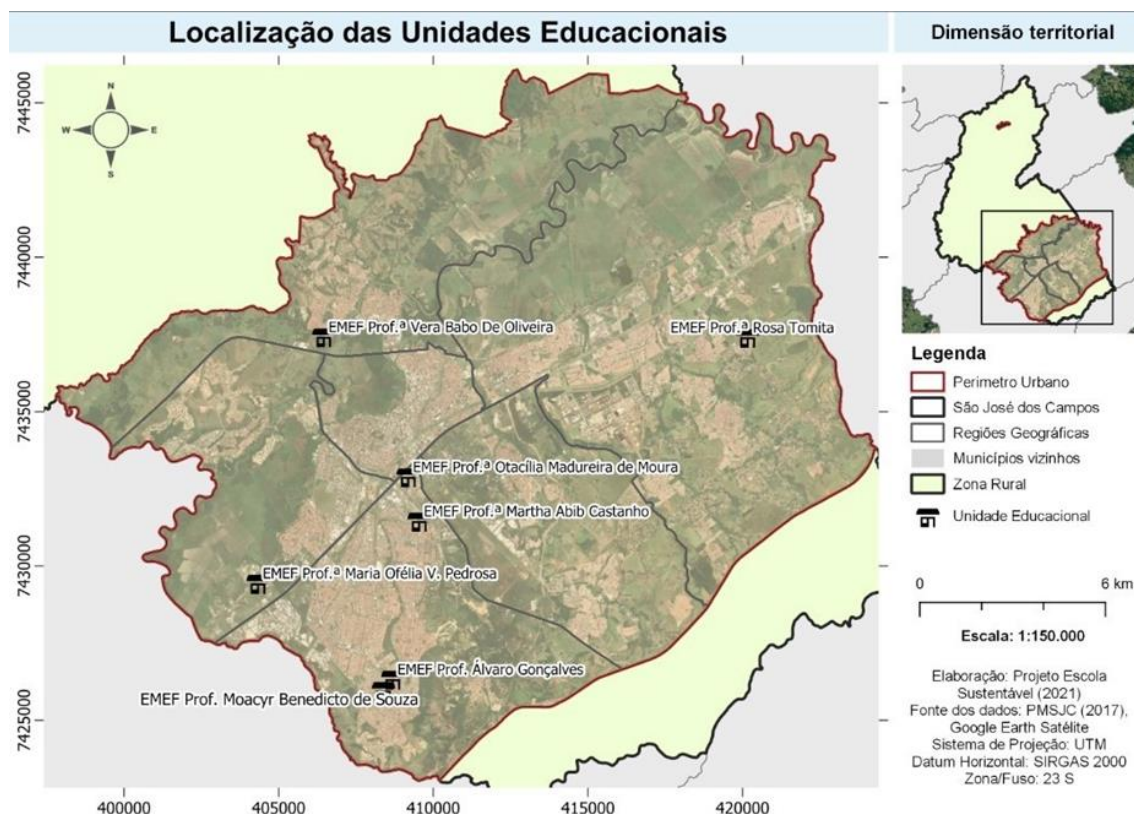 Localização das Unidades Educacionais
Dimensão territorial
N
W
E
S
7445000
7440000
7435000
7430000
7425000
EMEF Prof.ª Vera Babo De Oliveira
EMEF Prof.ª Rosa Tomita
EMEF Prof.ª Otacília Madureira de Moura
EMEF Prof.ª Martha Abib Castanho
EMEF Prof.ª Maria Ofélia V. Pedrosa
EMEF Prof. Álvaro Gonçalves
EMEF Prof. Moacyr Benedicto de Souza
400000
405000
410000
415000
420000
Legenda
Perimetro Urbano
São José dos Campos
Regiões Geográficas
Municípios vizinhos
Zona Rural
Unidade Educacional
0 6 km
Escala: 1:150.000
Elaboração: Projeto Escola
Sustentável (2021)
Fonte dos dados: PMSJC (2017),
Google Earth Satélite
Sistema de Projeção: UTM
Datum Horizontal: SIRGAS 2000
Zona/Fuso: 23 S